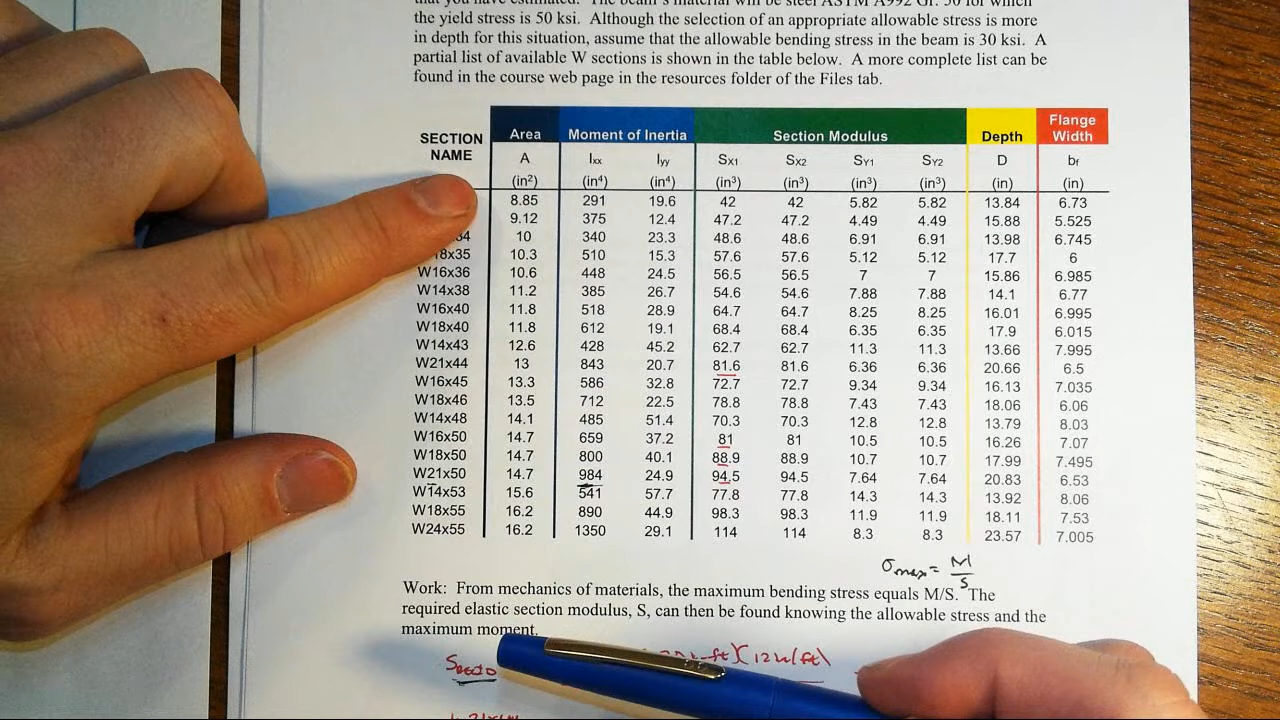 the yield stress is 50 ksi. Although the selection of an appropriate allowable stress is more
in depth for this situation, assume that the allowable bending stress in the beam is 30 ksi. A
partial list of available W sections is shown in the table below. A more complete list can be
found in the course web page in the resources folder of the Files tab.
SECTION NAME Area Moment of Inertia Section Modulus Depth Flange Width
A Ixx Iyy SX1 SX2 SY1 SY2 D bf
(in²) (in⁴) (in⁴) (in³) (in³) (in³) (in³) (in) (in)
8.85 291 19.6 42 42 5.82 5.82 13.84 6.73
9.12 375 12.4 47.2 47.2 4.49 4.49 15.88 5.525
10 340 23.3 48.6 48.6 6.91 6.91 13.98 6.745
18x35 10.3 510 15.3 57.6 57.6 5.12 5.12 17.7 6
W16x36 10.6 448 24.5 56.5 56.5 7 7 15.86 6.985
W14x38 11.2 385 26.7 54.6 54.6 7.88 7.88 14.1 6.77
W16x40 11.8 518 28.9 64.7 64.7 8.25 8.25 16.01 6.995
W18x40 11.8 612 19.1 68.4 68.4 6.35 6.35 17.9 6.015
W14x43 12.6 428 45.2 62.7 62.7 11.3 11.3 13.66 7.995
W21x44 13 843 20.7 81.6 81.6 6.36 6.36 20.66 6.5
W16x45 13.3 586 32.8 72.7 72.7 9.34 9.34 16.13 7.035
W18x46 13.5 712 22.5 78.8 78.8 7.43 7.43 18.06 6.06
W14x48 14.1 485 51.4 70.3 70.3 12.8 12.8 13.79 8.03
W16x50 14.7 659 37.2 81 81 10.5 10.5 16.26 7.07
W18x50 14.7 800 40.1 88.9 88.9 10.7 10.7 17.99 7.495
W21x50 14.7 984 24.9 94.5 94.5 7.64 7.64 20.83 6.53
W14x53 15.6 541 57.7 77.8 77.8 14.3 14.3 13.92 8.06
W18x55 16.2 890 44.9 98.3 98.3 11.9 11.9 18.11 7.53
W24x55 16.2 1350 29.1 114 114 8.3 8.3 23.57 7.005
σmax = M/S
Work: From mechanics of materials, the maximum bending stress equals M/S. The
required elastic section modulus, S, can then be found knowing the allowable stress and the
maximum moment.